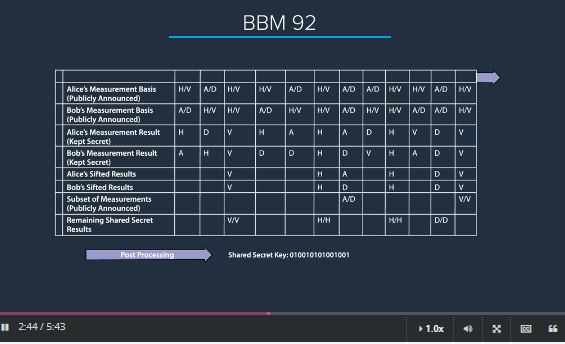 BBM 92
Alice's Measurement Basis H/V A/D H/V H/V A/D H/V A/D A/D H/V H/V A/D H/V
(Publicly Announced)
Bob's Measurement Basis A/D H/V H/V A/D H/V H/V A/D H/V H/V A/D A/D H/V
(Publicly Announced)
Alice's Measurement Result H D V H A H A D H V D V
(Kept Secret)
Bob's Measurement Result A H V D D H D V H A D V
(Kept Secret)
Alice's Sifted Results V H A H D V
Bob's Sifted Results V H D H D V
Subset of Measurements A/D V/V
(Publicly Announced)
Remaining Shared Secret V/V H/H H/H D/D
Results
Post Processing Shared Secret Key: 010010101001001
2:44 / 5:43 1.0x